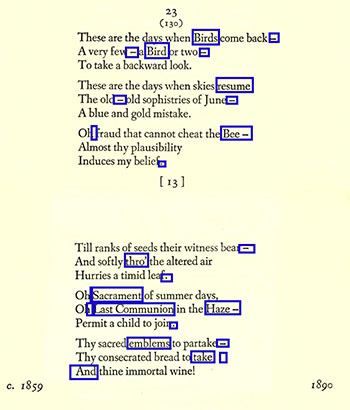 23
(130)
These are the days when Birds come back –
A very few – a Bird or two –
To take a backward look.
These are the days when skies resume
The old – old sophistries of June –
A blue and gold mistake.
Oh fraud that cannot cheat the Bee –
Almost thy plausibility
Induces my belief.
[ 13 ]
Till ranks of seeds their witness bear –
And softly thro' the altered air
Hurries a timid leaf.
Oh Sacrament of summer days,
Oh Last Communion in the Haze –
Permit a child to join.
Thy sacred emblems to partake –
Thy consecrated bread to take
And thine immortal wine!
c. 1859 1890